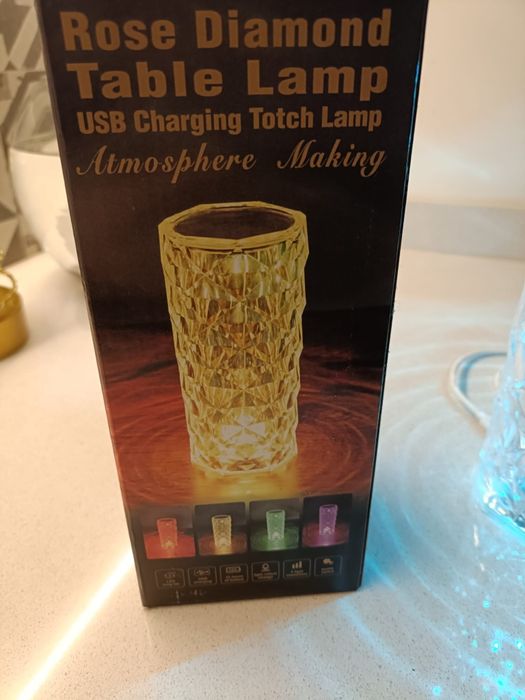 Rose Diamond
Table Lamp
USB Charging Totch Lamp
Atmosphere Making